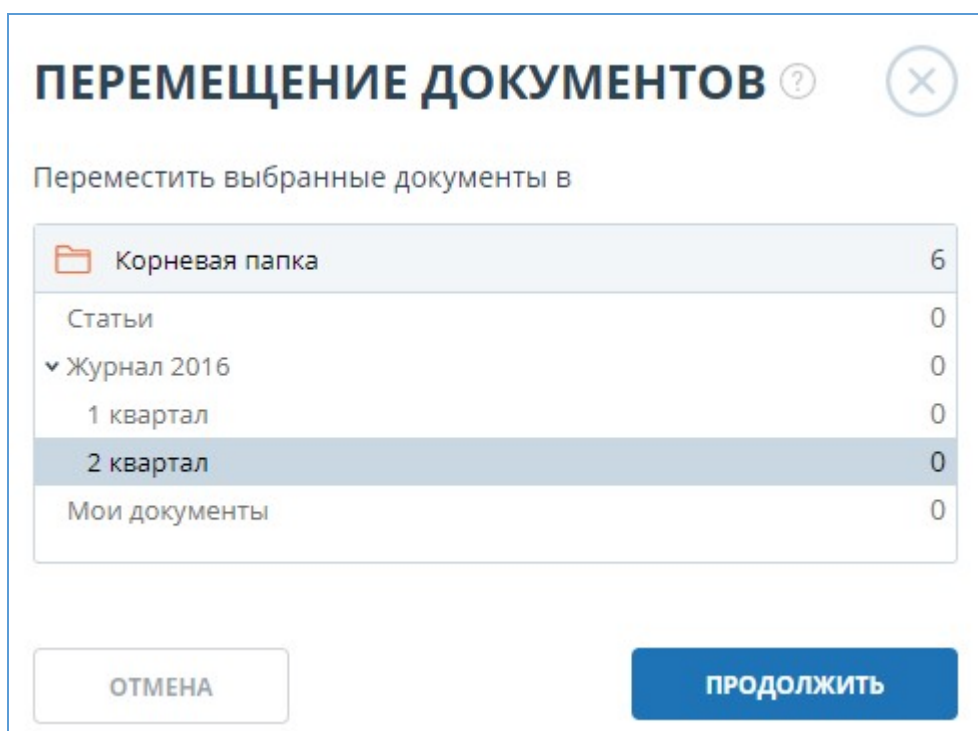 ПЕРЕМЕЩЕНИЕ ДОКУМЕНТОВ ?
Переместить выбранные документы в
Корневая папка 6
Статьи 0
Журнал 2016 0
1 квартал 0
2 квартал 0
Мои документы 0
ОТМЕНА ПРОДОЛЖИТЬ